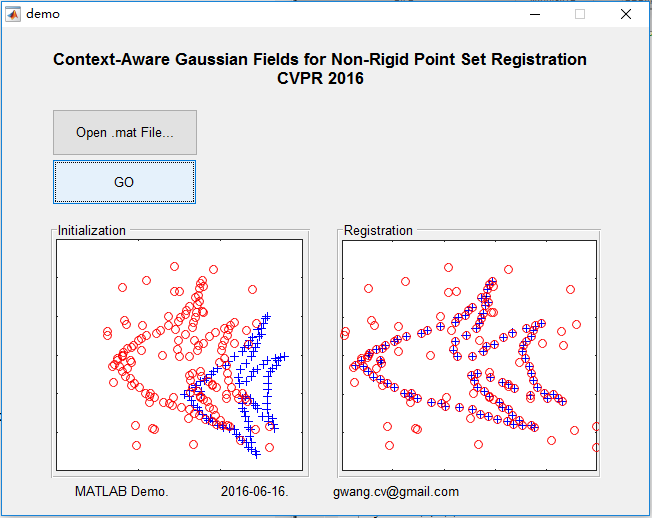 demo
Context-Aware Gaussian Fields for Non-Rigid Point Set Registration
CVPR 2016
Open .mat File...
GO
Initialization
Registration
MATLAB Demo. 2016-06-16. gwang.cv@gmail.com